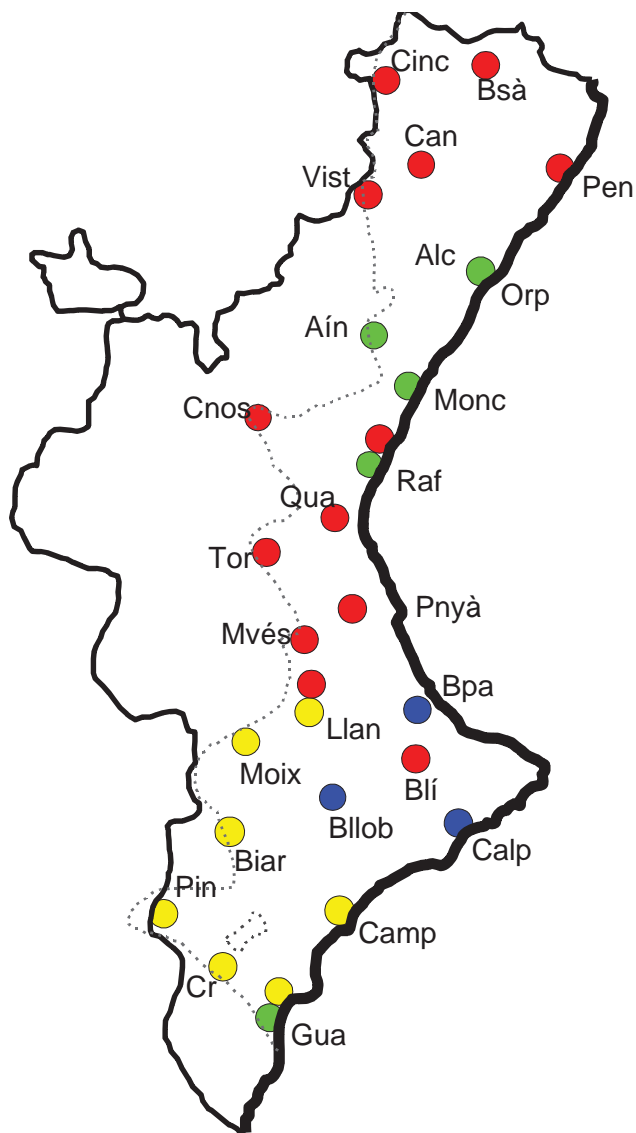 Cinc
Bsà
Can
Vist
Pen
Alc
Orp
Aín
Monc
Cnos
Raf
Qua
Tor
Pnyà
Mvés
Bpa
Llan
Moix
Blí
Bllob
Calp
Biar
Pin
Camp
Cr
Gua